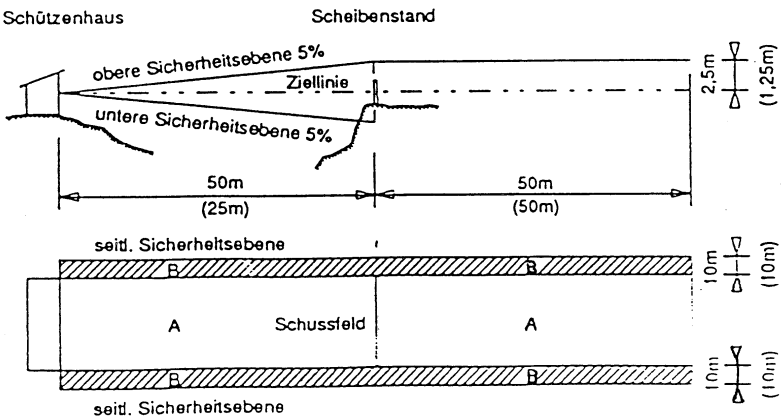 Schützenhaus
Scheibenstand
obere Sicherheitsebene 5%
Ziellinie
untere Sicherheitsebene 5%
2,5m
(1,25m)
50m
(25m)
50m
(50m)
seitl. Sicherheitsebene
B
B
10m
(10m)
A
Schussfeld
A
B
B
10m
(10m)
seitl. Sicherheitsebene